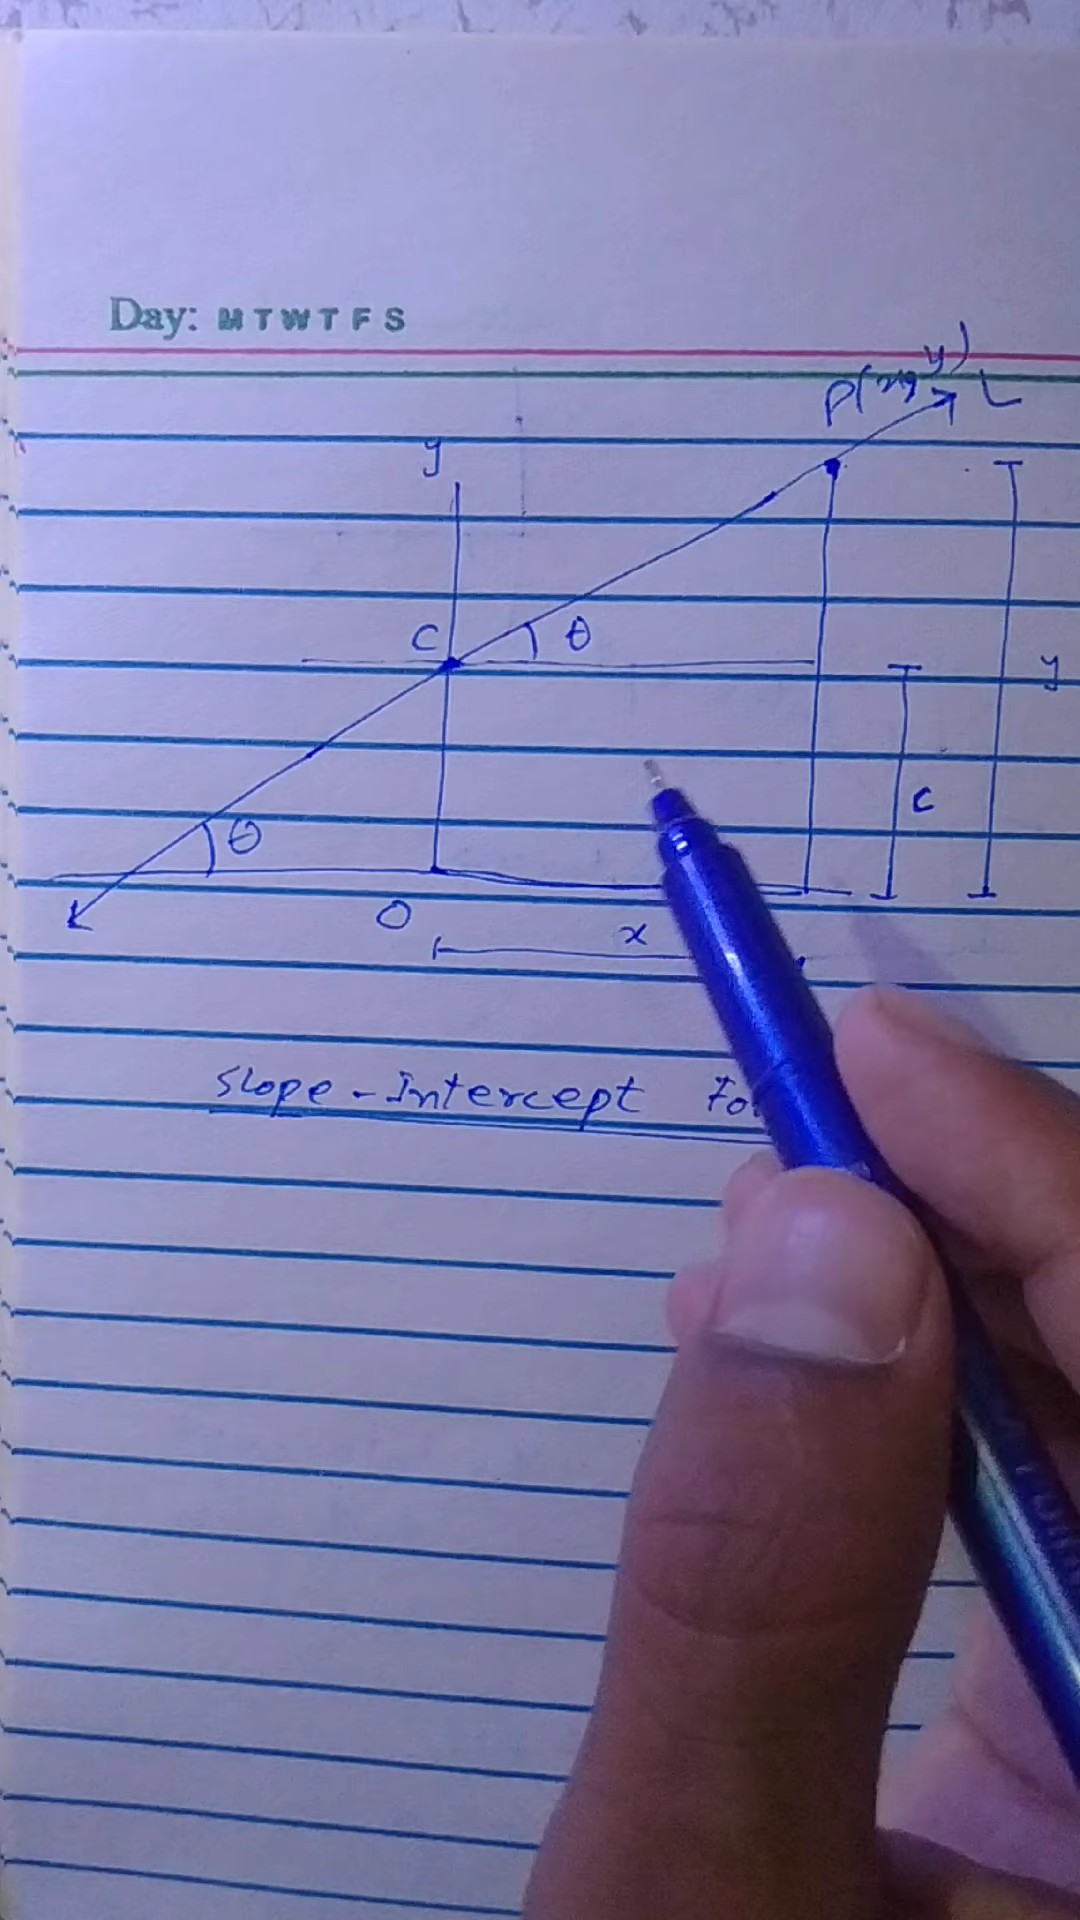 Day: M T W T F S
P(x, y)
L
y
C
θ
y
C
θ
O
x
Slope-Intercept